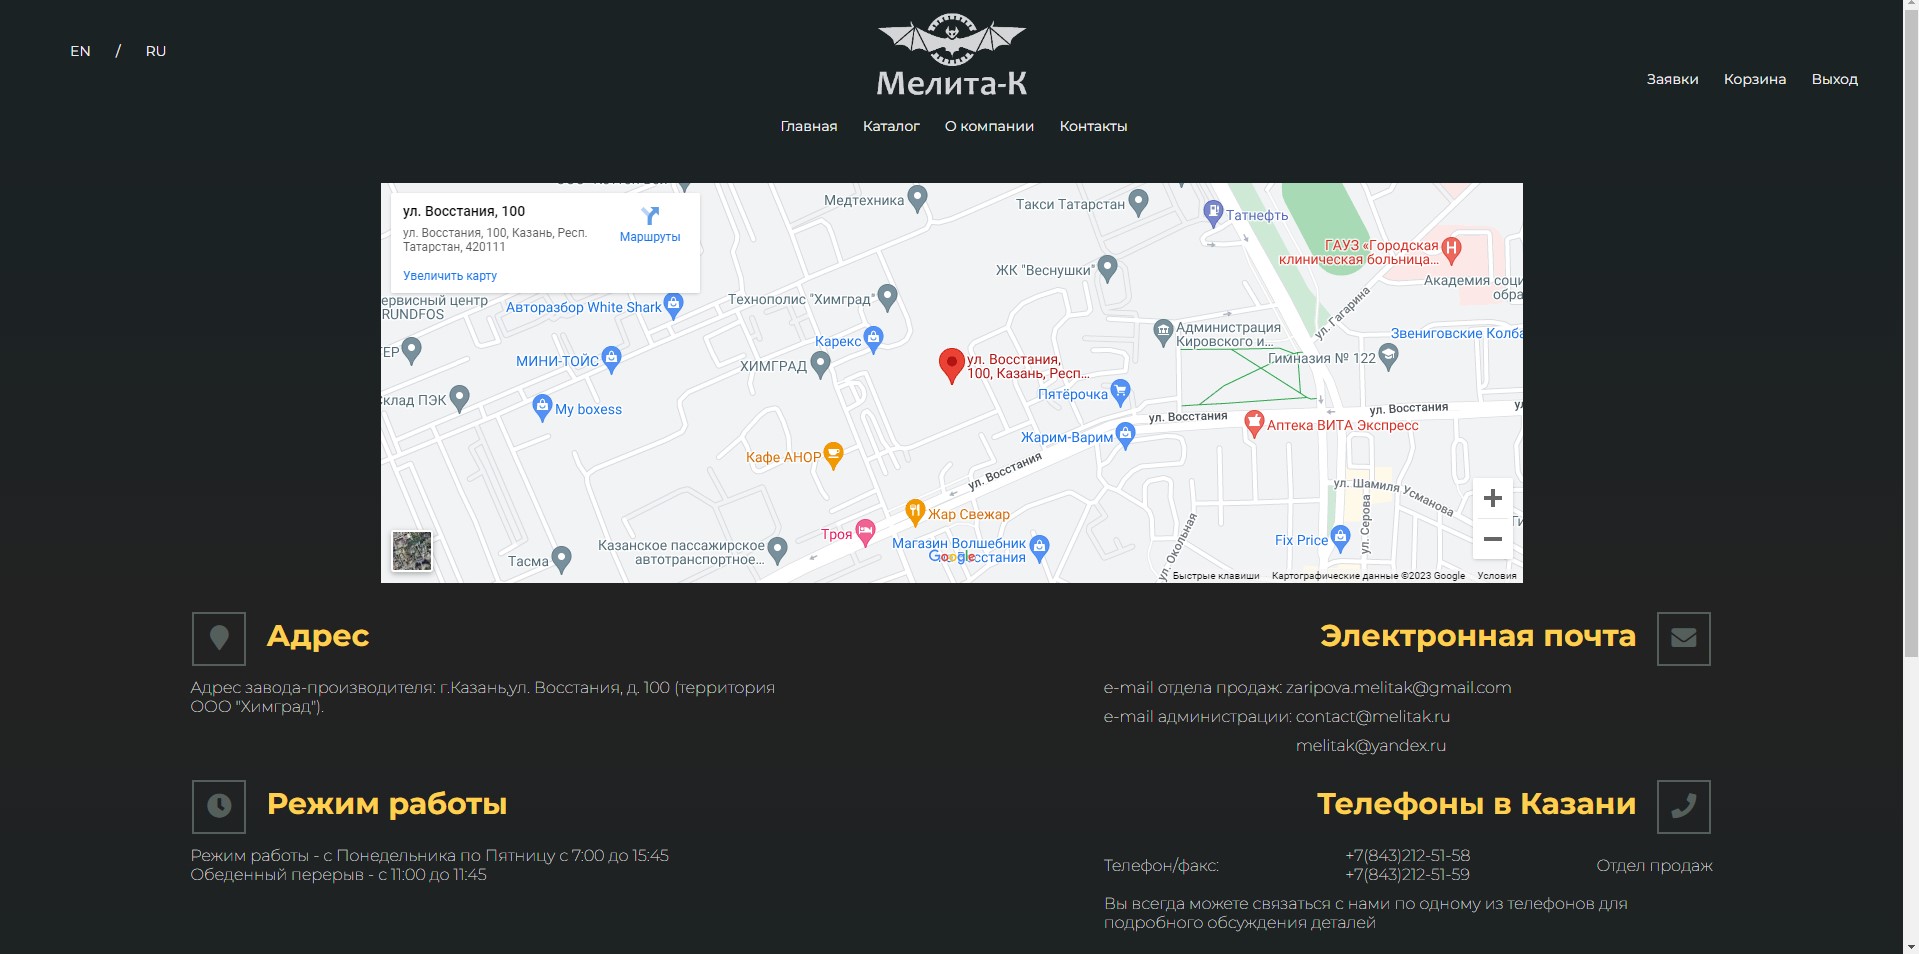 EN / RU
Мелита-К
Заявки Корзина Выход
Главная Каталог О компании Контакты
ул. Восстания, 100
ул. Восстания, 100, Казань, Респ.
Татарстан, 420111
Маршруты
Увеличить карту
Медтехника
Такси Татарстан
Татнефть
ГАУЗ «Городская
клиническая больница...
ЖК "Веснушки"
Академия соци
обра
ервисный центр
RUNDFOS
Авторазбор White Shark
Технополис "Химград"
ул. Гагарина
Карекс
Администрация
Кировского и...
Звениговские Колба
ТЕР
МИНИ-ТОЙС
ХИМГРАД
ул. Восстания,
100, Казань, Респ...
Гимназия № 122
клад ПЭК
My boxess
Пятёрочка
ул. Восстания
ул. Восстания
Жарим-Варим
Аптека ВИТА Экспресс
Кафе АНОР
ул. Восстания
ул. Шамиля Усманова
ул. Серова
Жар Свежар
Троя
Магазин Волшебник
Google
Казанское пассажирское
автотранспортное...
Тасма
Fix Price
ул. Окольная
Быстрые клавиши Картографические данные ©2023 Google Условия
Адрес
Адрес завода-производителя: г.Казань,ул. Восстания, д. 100 (территория
ООО "Химград").
Электронная почта
e-mail отдела продаж: zaripova.melitak@gmail.com
e-mail администрации: contact@melitak.ru
melitak@yandex.ru
Режим работы
Режим работы - с Понедельника по Пятницу с 7:00 до 15:45
Обеденный перерыв - с 11:00 до 11:45
Телефоны в Казани
Телефон/факс: +7(843)212-51-58 Отдел продаж
+7(843)212-51-59
Вы всегда можете связаться с нами по одному из телефонов для
подробного обсуждения деталей